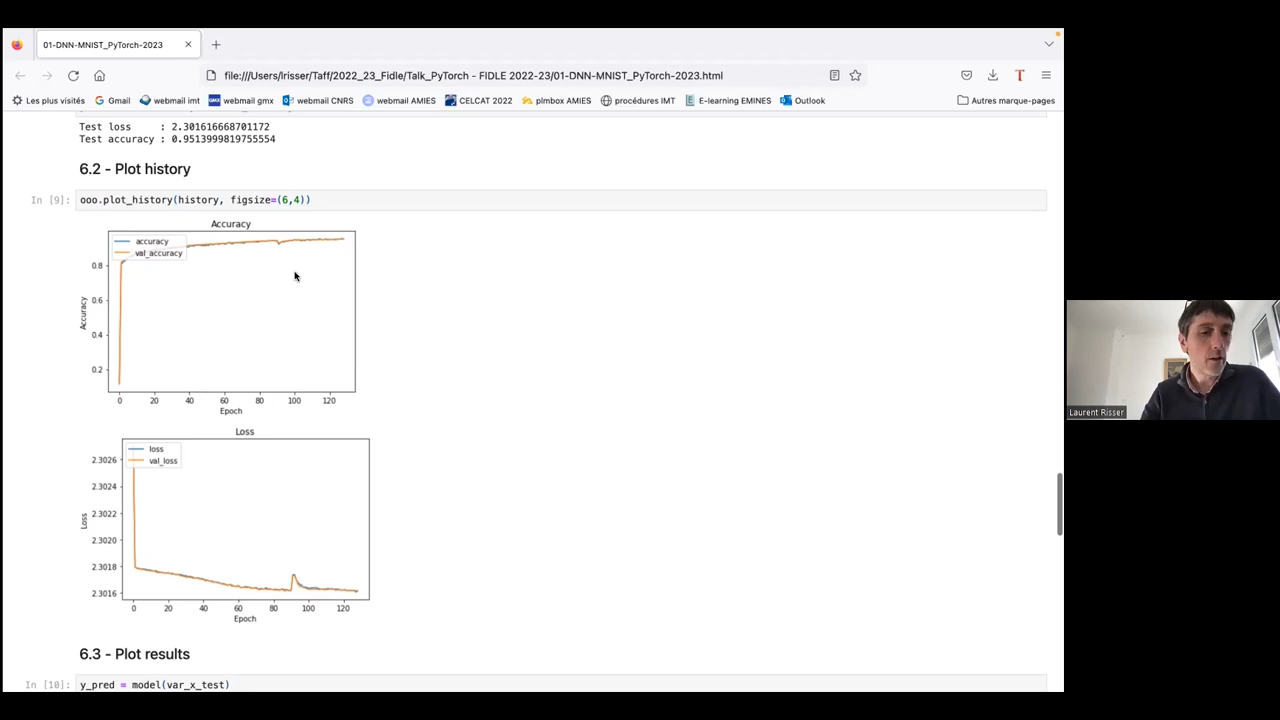 01-DNN-MNIST_PyTorch-2023
file:///Users/lrisser/Taff/2022_23_Fidle/Talk_PyTorch - FIDLE 2022-23/01-DNN-MNIST_PyTorch-2023.html
Les plus visités Gmail webmail imt webmail gmx webmail CNRS webmail AMIES CELCAT 2022 plmbox AMIES procédures IMT E-learning EMINES Outlook Autres marque-pages
Test loss     : 2.301616668701172
Test accuracy : 0.9513999819755554
6.2 - Plot history
In [9]: ooo.plot_history(history, figsize=(6,4))
Accuracy
accuracy
val_accuracy
0.8
0.6
0.4
0.2
Accuracy
0 20 40 60 80 100 120
Epoch
Loss
loss
val_loss
2.3026
2.3024
2.3022
2.3020
2.3018
2.3016
Loss
0 20 40 60 80 100 120
Epoch
6.3 - Plot results
In [10]: y_pred = model(var_x_test)
Laurent Risser